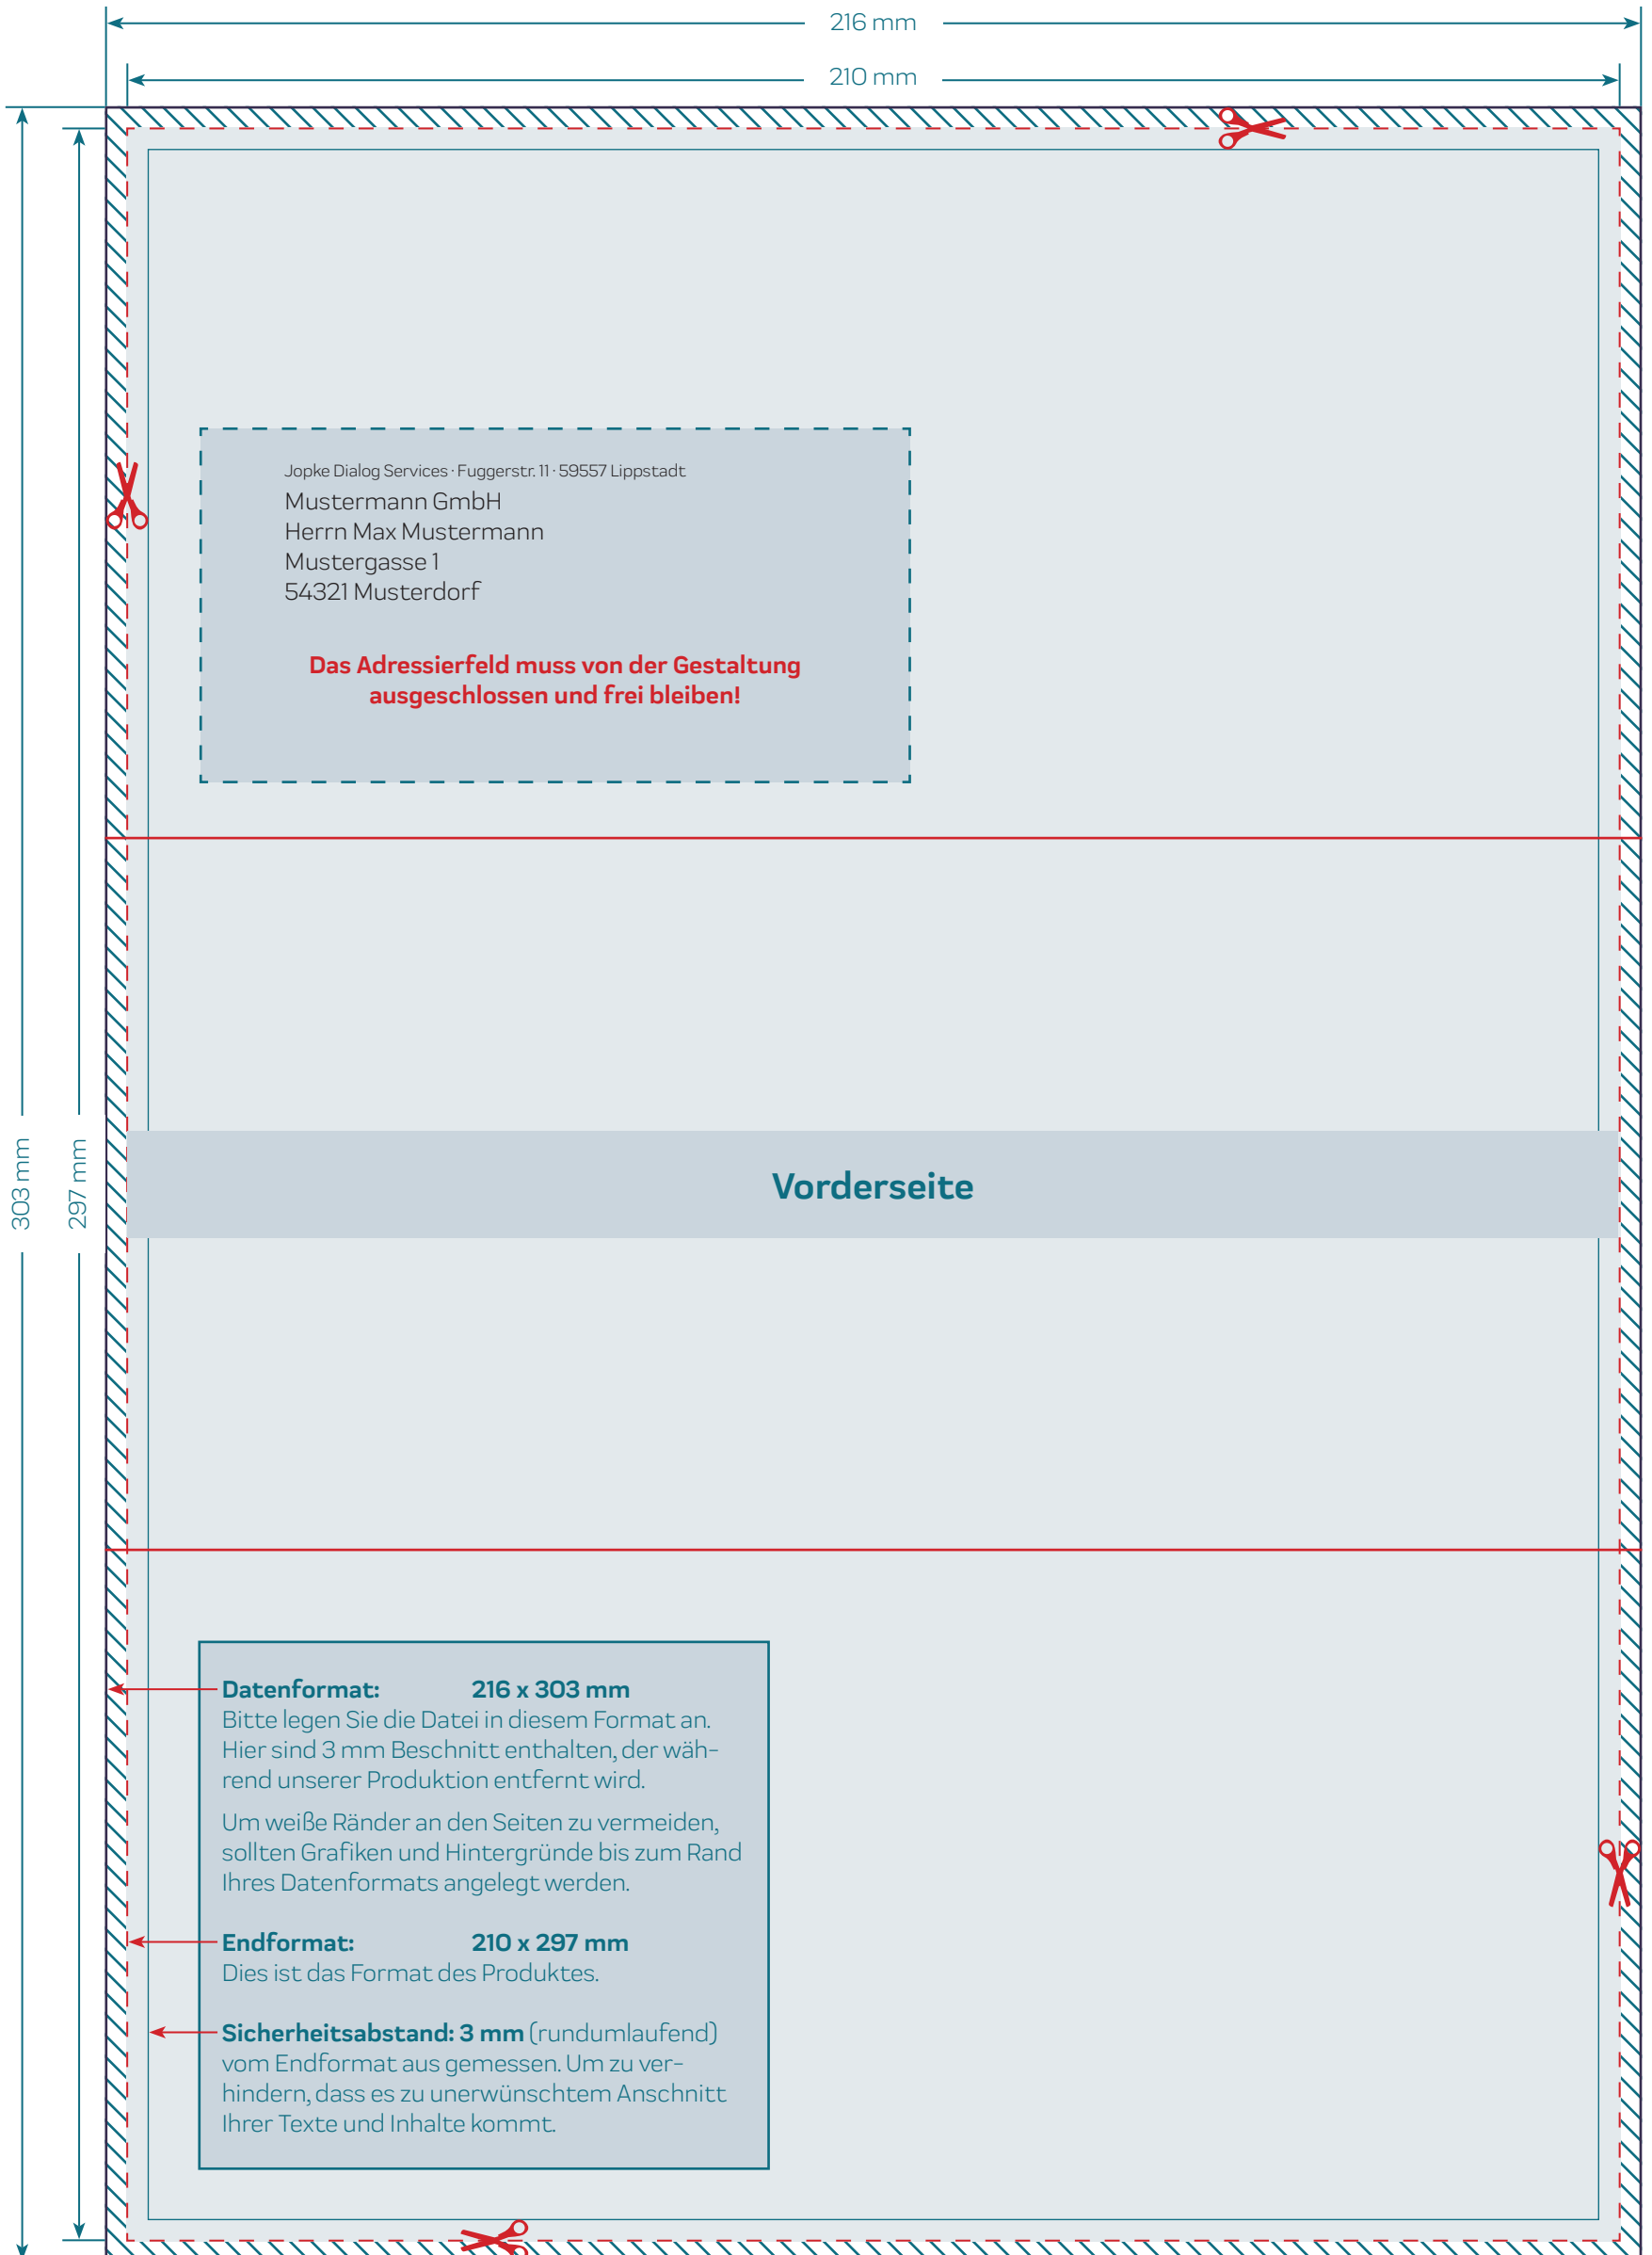 216 mm
210 mm
303 mm
297 mm
Jopke Dialog Services · Fuggerstr. 11 · 59557 Lippstadt
Mustermann GmbH
Herrn Max Mustermann
Mustergasse 1
54321 Musterdorf
Das Adressierfeld muss von der Gestaltung
ausgeschlossen und frei bleiben!
Vorderseite
Datenformat: 216 x 303 mm
Bitte legen Sie die Datei in diesem Format an.
Hier sind 3 mm Beschnitt enthalten, der wäh-
rend unserer Produktion entfernt wird.
Um weiße Ränder an den Seiten zu vermeiden,
sollten Grafiken und Hintergründe bis zum Rand
Ihres Datenformats angelegt werden.
Endformat: 210 x 297 mm
Dies ist das Format des Produktes.
Sicherheitsabstand: 3 mm (rundumlaufend)
vom Endformat aus gemessen. Um zu ver-
hindern, dass es zu unerwünschtem Anschnitt
Ihrer Texte und Inhalte kommt.